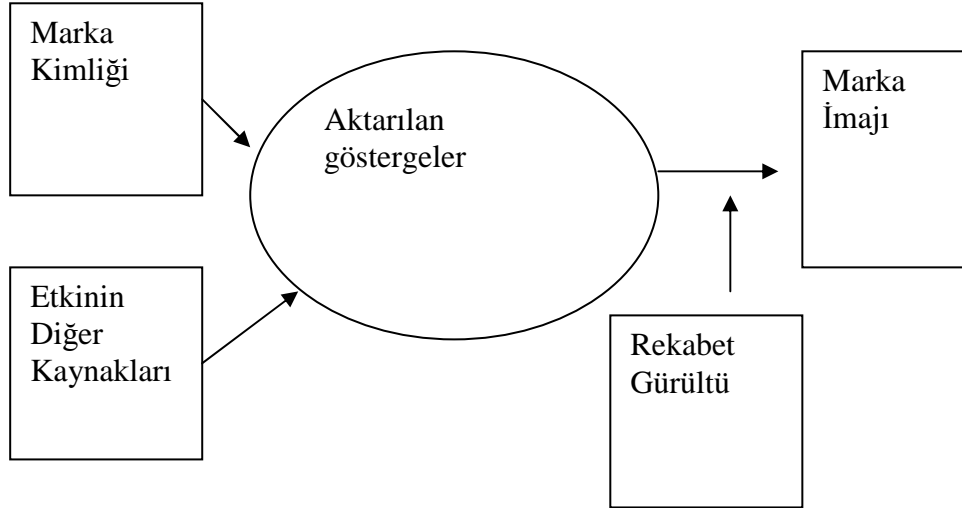 Marka
Kimliği
Aktarılan
göstergeler
Marka
İmajı
Etkinin
Diğer
Kaynakları
Rekabet
Gürültü